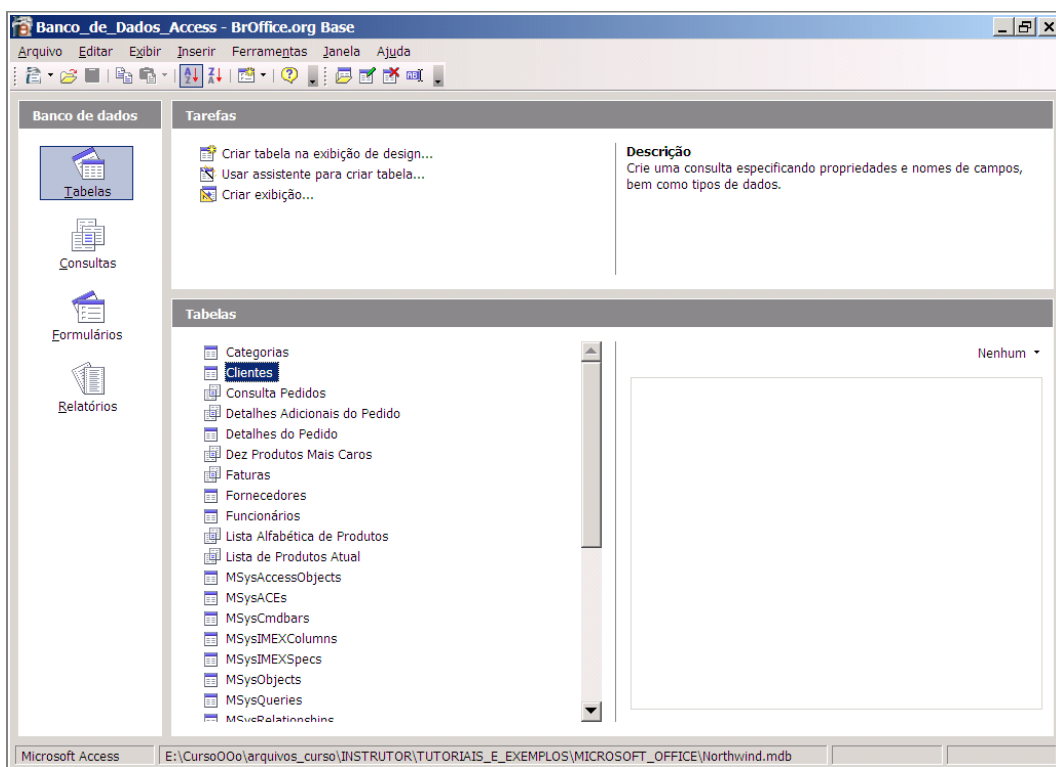 Banco_de_Dados_Access - BrOffice.org Base
Arquivo Editar Exibir Inserir Ferramentas Janela Ajuda
Banco de dados
Tarefas
Tabelas
Consultas
Formulários
Relatórios
Criar tabela na exibição de design...
Usar assistente para criar tabela...
Criar exibição...
Descrição
Crie uma consulta especificando propriedades e nomes de campos,
bem como tipos de dados.
Tabelas
Categorias
Clientes
Consulta Pedidos
Detalhes Adicionais do Pedido
Detalhes do Pedido
Dez Produtos Mais Caros
Faturas
Fornecedores
Funcionários
Lista Alfabética de Produtos
Lista de Produtos Atual
MSysAccessObjects
MSysACEs
MSysCmdbars
MSysIMEXColumns
MSysIMEXSpecs
MSysObjects
MSysQueries
MSysRelationships
Nenhum
Microsoft Access E:\CursoOOo\arquivos_curso\INSTRUTOR\TUTORIAIS_E_EXEMPLOS\MICROSOFT_OFFICE\Northwind.mdb